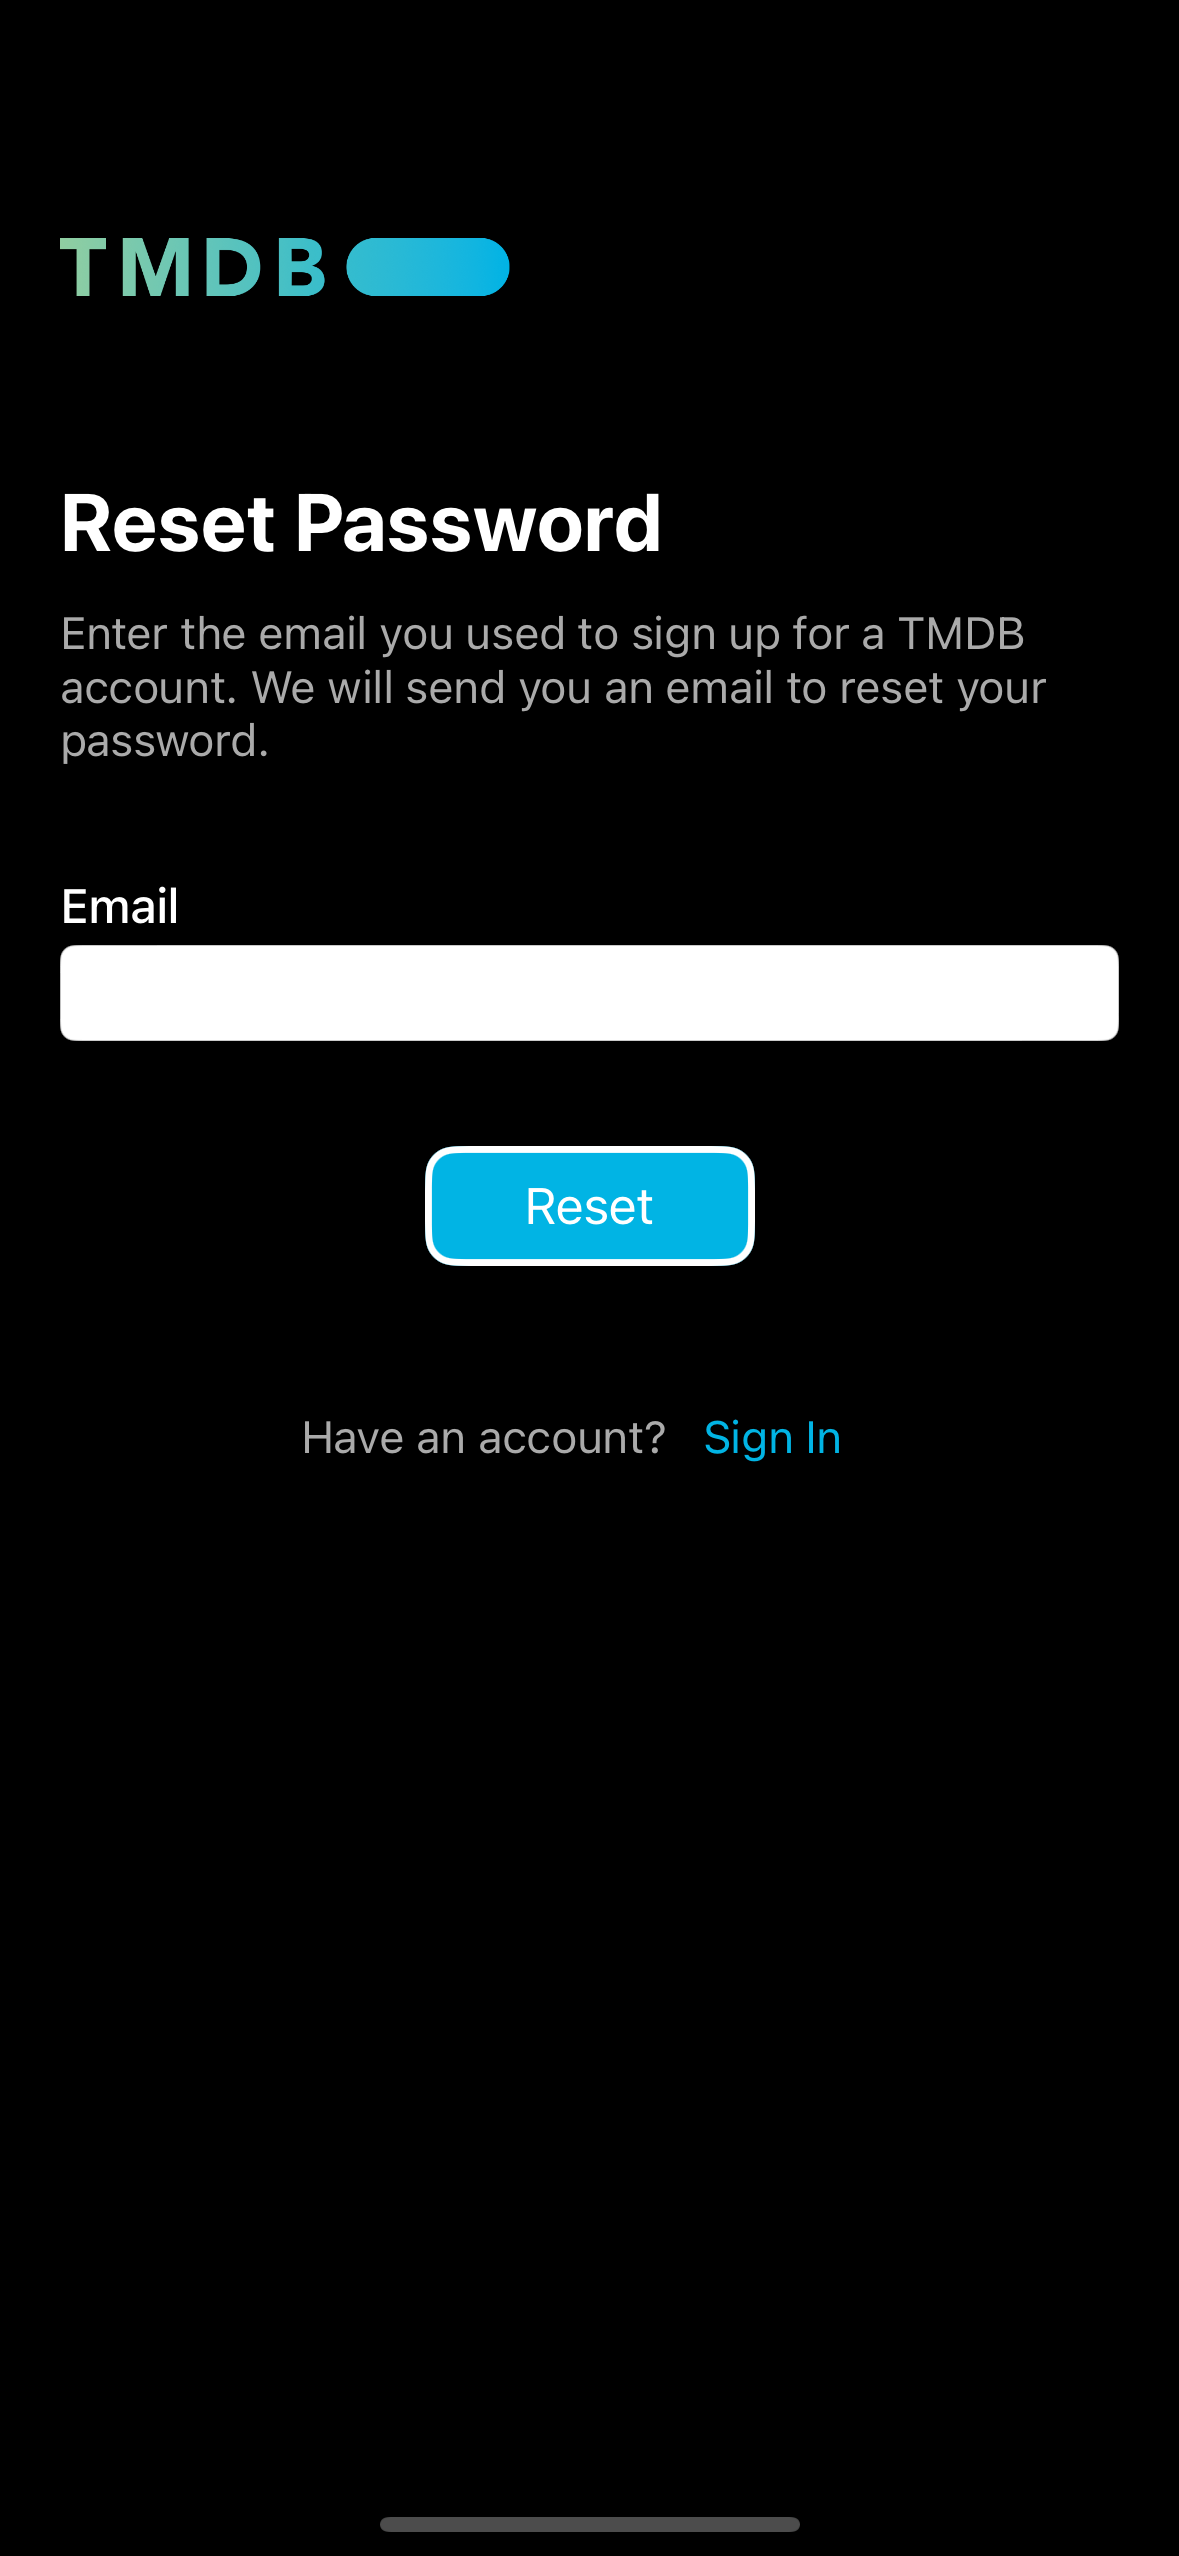 TMDB
Reset Password
Enter the email you used to sign up for a TMDB
account. We will send you an email to reset your
password.
Email
Reset
Have an account? Sign In